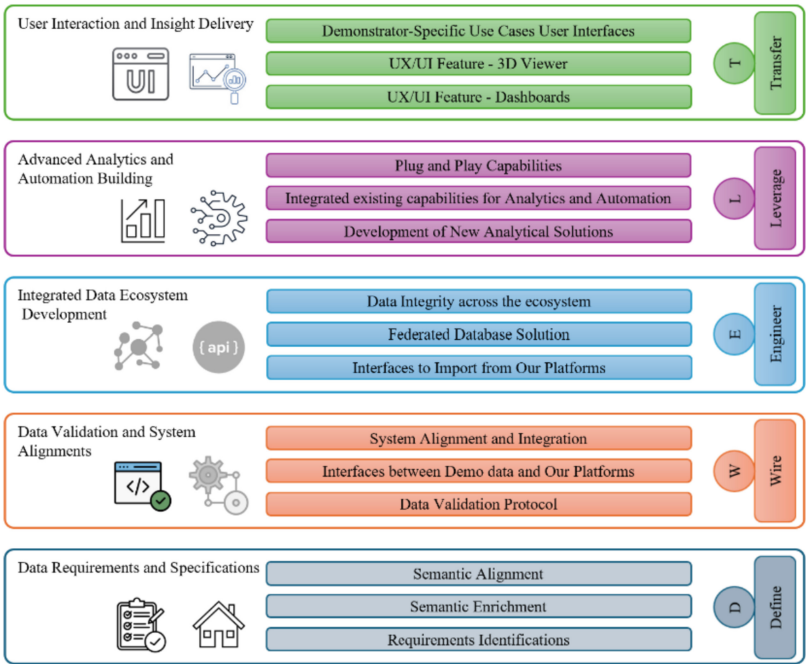 User Interaction and Insight Delivery
UI
Demonstrator-Specific Use Cases User Interfaces
UX/UI Feature - 3D Viewer
UX/UI Feature - Dashboards
T
Transfer
Advanced Analytics and
Automation Building
Plug and Play Capabilities
Integrated existing capabilities for Analytics and Automation
Development of New Analytical Solutions
L
Leverage
Integrated Data Ecosystem
Development
{api}
Data Integrity across the ecosystem
Federated Database Solution
Interfaces to Import from Our Platforms
E
Engineer
Data Validation and System
Alignments
</>
System Alignment and Integration
Interfaces between Demo data and Our Platforms
Data Validation Protocol
W
Wire
Data Requirements and Specifications
Semantic Alignment
Semantic Enrichment
Requirements Identifications
D
Define